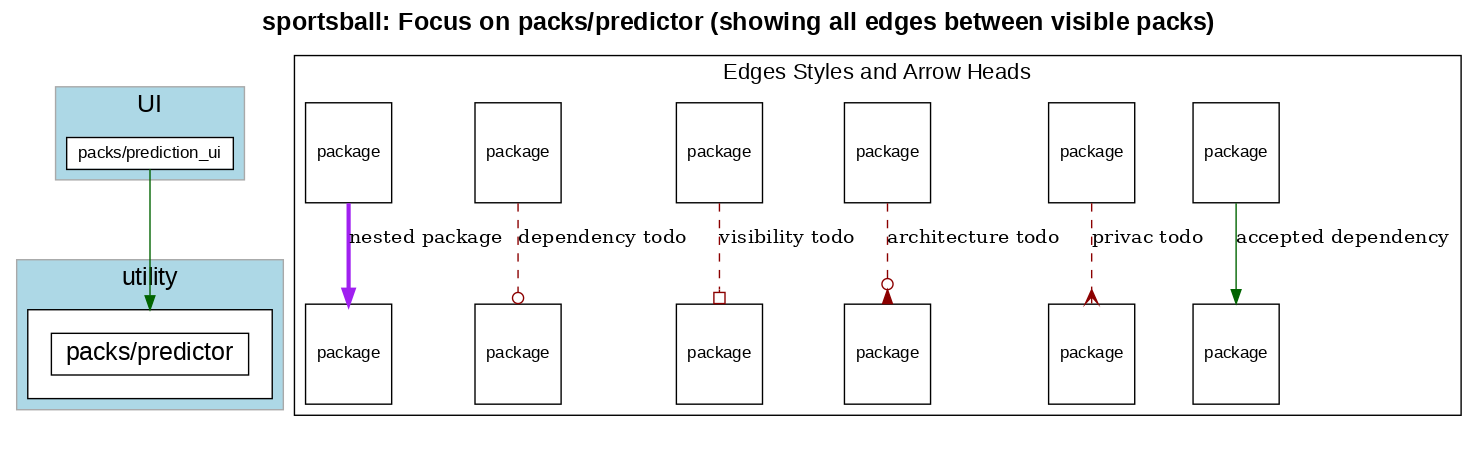 sportsball: Focus on packs/predictor (showing all edges between visible packs)
UI
packs/prediction_ui
utility
packs/predictor
Edges Styles and Arrow Heads
package package package package package package
nested package dependency todo visibility todo architecture todo privac todo accepted dependency
package package package package package package